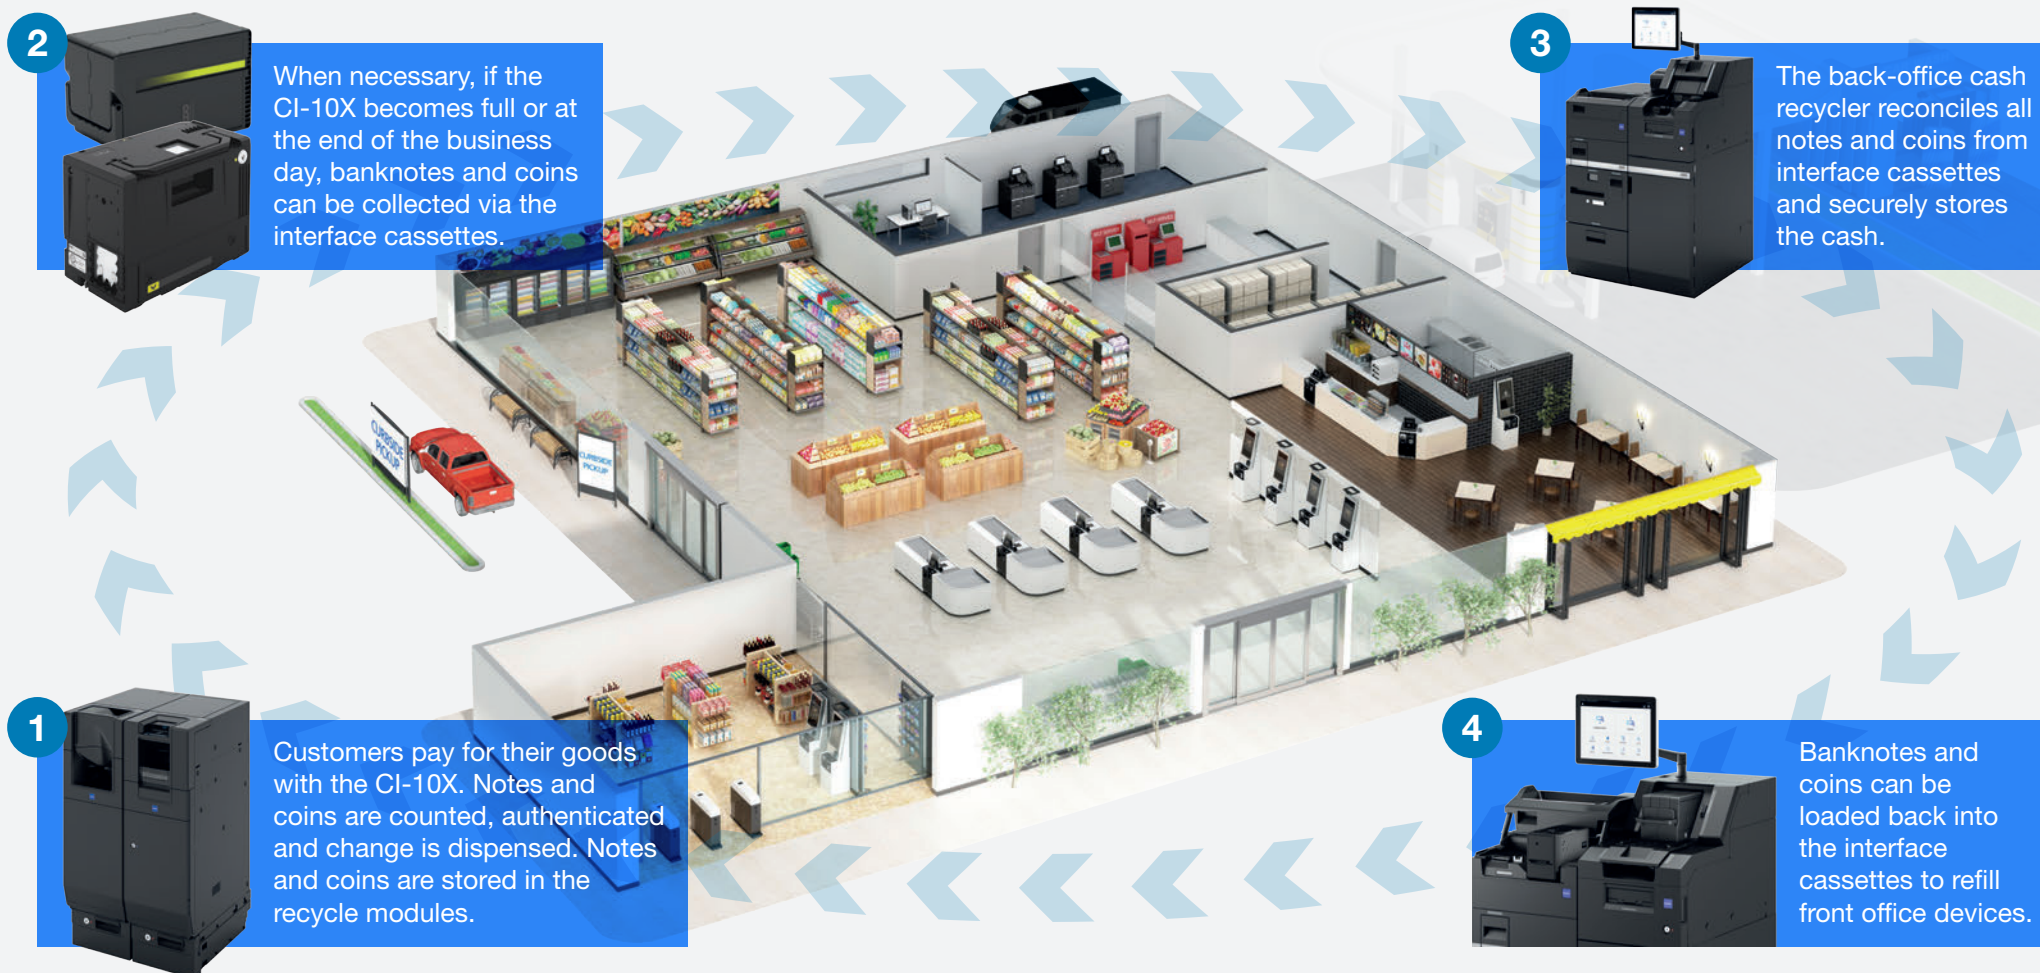 2
When necessary, if the
CI-10X becomes full or at
the end of the business
day, banknotes and coins
can be collected via the
interface cassettes.
3
The back-office cash
recycler reconciles all
notes and coins from
interface cassettes
and securely stores
the cash.
CURBSIDE
PICKUP
CURBSIDE
PICKUP
1
Customers pay for their goods
with the CI-10X. Notes and
coins are counted, authenticated
and change is dispensed. Notes
and coins are stored in the
recycle modules.
4
Banknotes and
coins can be
loaded back into
the interface
cassettes to refill
front office devices.